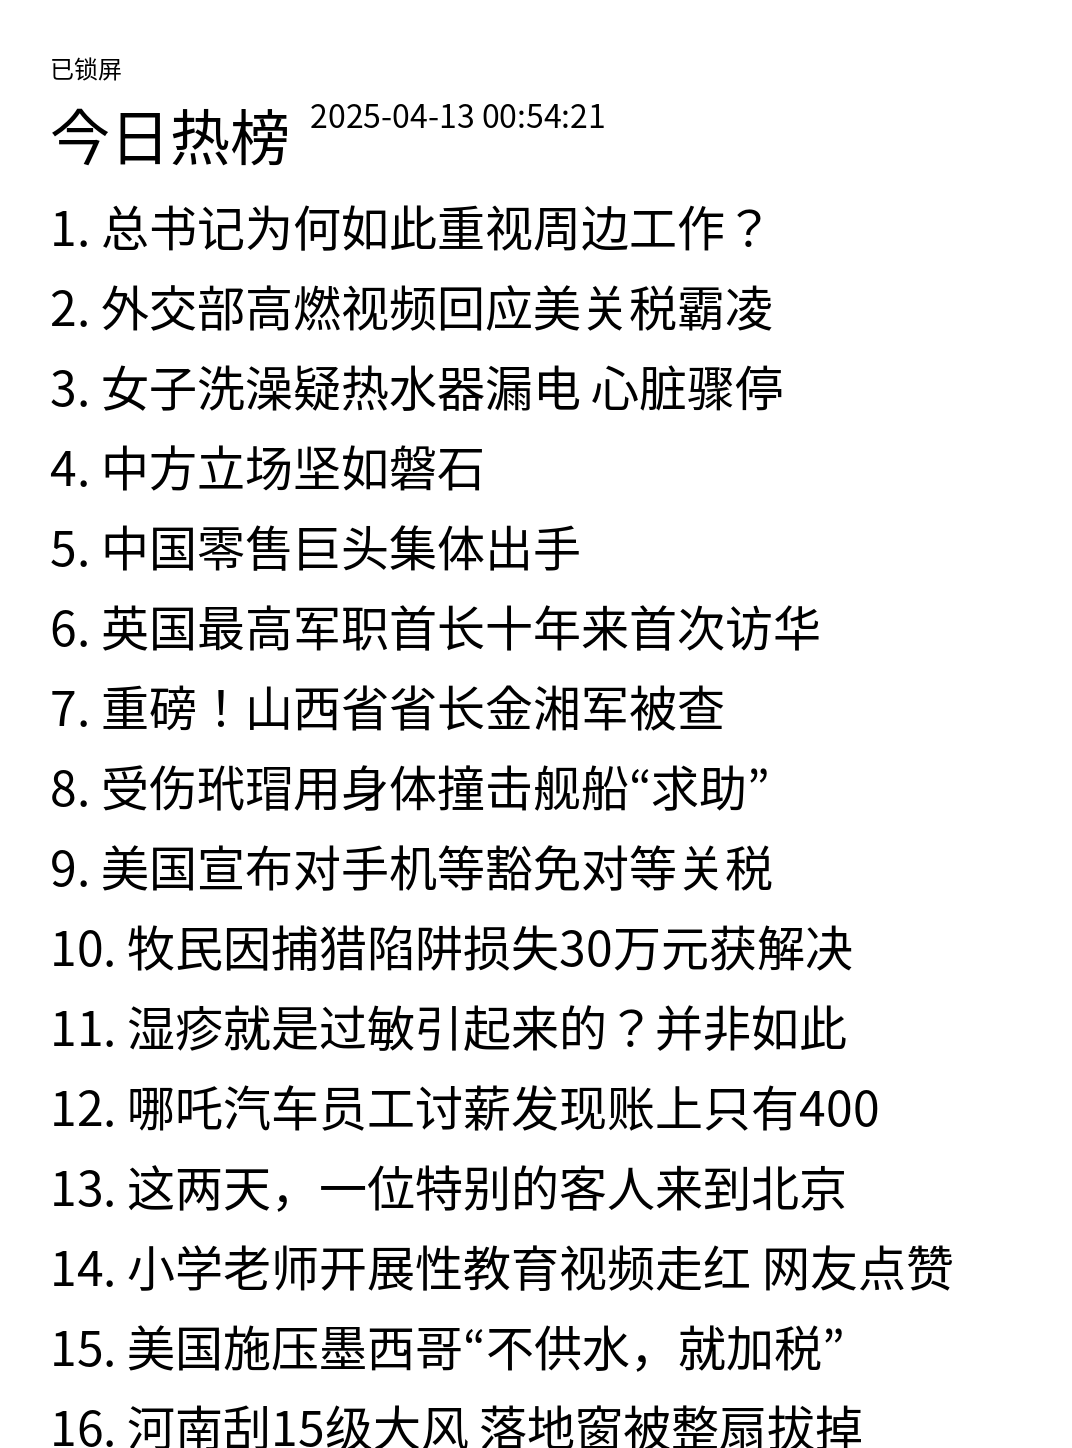 已锁屏
今日热榜 2025-04-13 00:54:21
1. 总书记为何如此重视周边工作？
2. 外交部高燃视频回应美关税霸凌
3. 女子洗澡疑热水器漏电 心脏骤停
4. 中方立场坚如磐石
5. 中国零售巨头集体出手
6. 英国最高军职首长十年来首次访华
7. 重磅！山西省省长金湘军被查
8. 受伤玳瑁用身体撞击舰船“求助”
9. 美国宣布对手机等豁免对等关税
10. 牧民因捕猎陷阱损失30万元获解决
11. 湿疹就是过敏引起来的？并非如此
12. 哪吒汽车员工讨薪发现账上只有400
13. 这两天，一位特别的客人来到北京
14. 小学老师开展性教育视频走红 网友点赞
15. 美国施压墨西哥“不供水，就加税”
16. 河南刮15级大风 落地窗被整扇拔掉